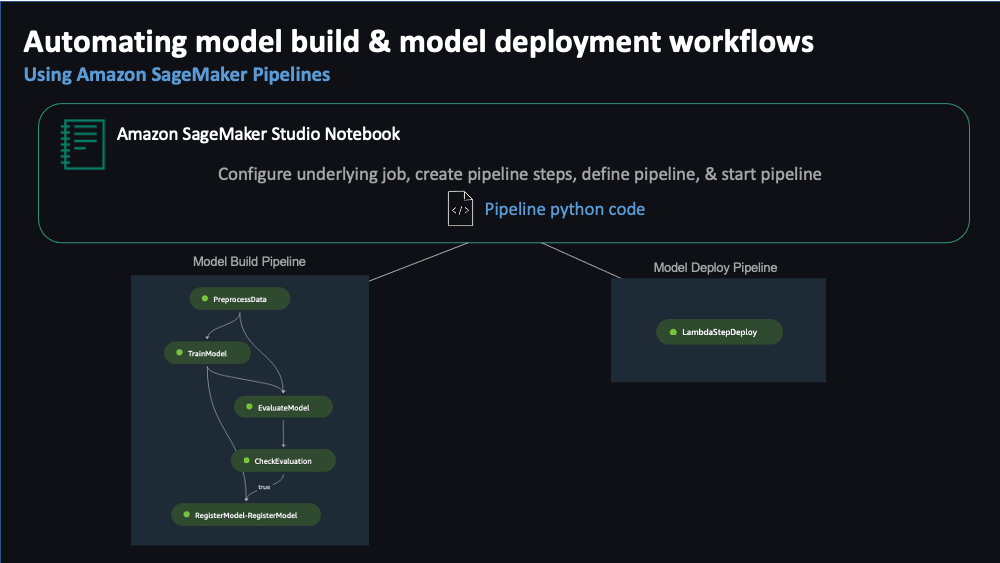 Automating model build & model deployment workflows
Using Amazon SageMaker Pipelines
Amazon SageMaker Studio Notebook
Configure underlying job, create pipeline steps, define pipeline, & start pipeline
</>
Pipeline python code
Model Build Pipeline
PreprocessData
TrainModel
EvaluateModel
CheckEvaluation
true
RegisterModel-RegisterModel
Model Deploy Pipeline
LambdaStepDeploy